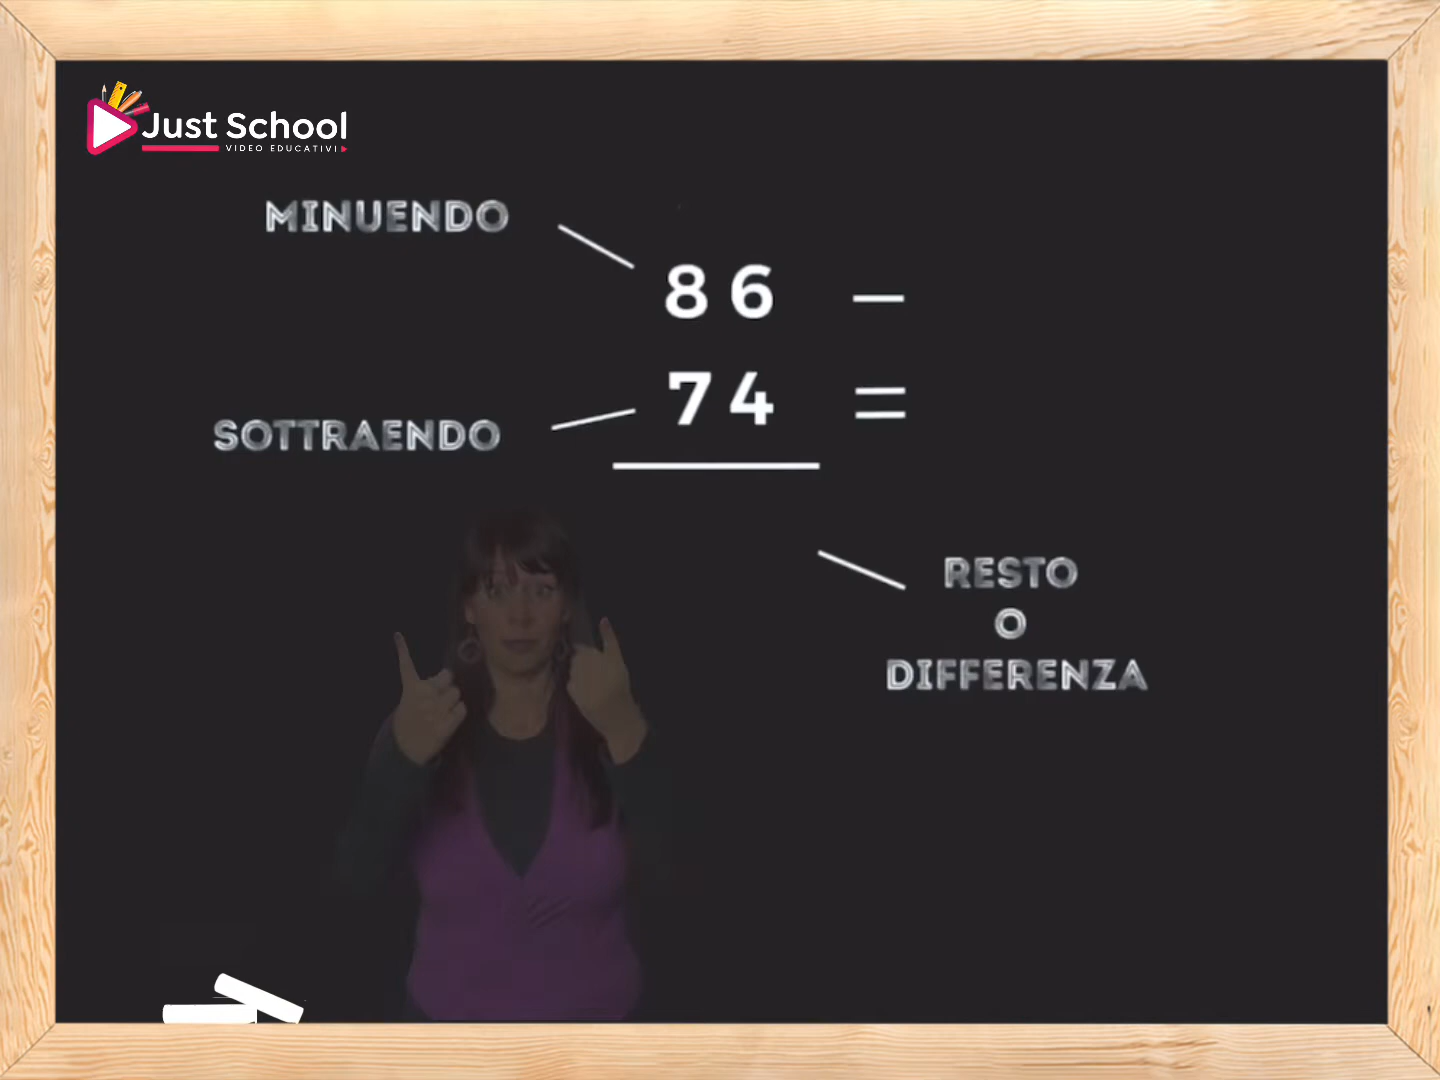 Just School
VIDEO EDUCATIVI
MINUENDO
86 −
74 =
SOTTRAENDO
RESTO
O
DIFFERENZA